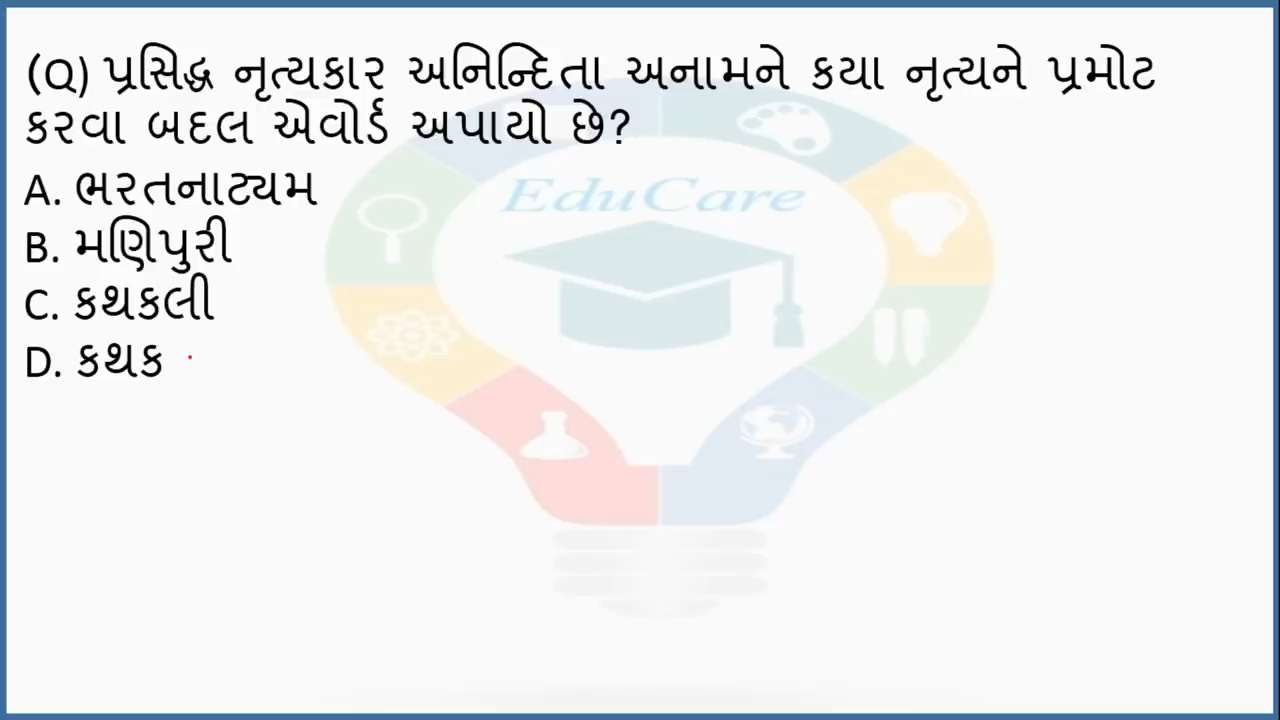 (Q) પ્રસિદ્ધ નૃત્યકાર અનિન્દિતા અનામને કયા નૃત્યને પ્રમોટ
કરવા બદલ એવોર્ડ અપાયો છે?
A. ભરતનાટ્યમ
EduCare
B. મણિપુરી
C. કથકલી
D. કથક